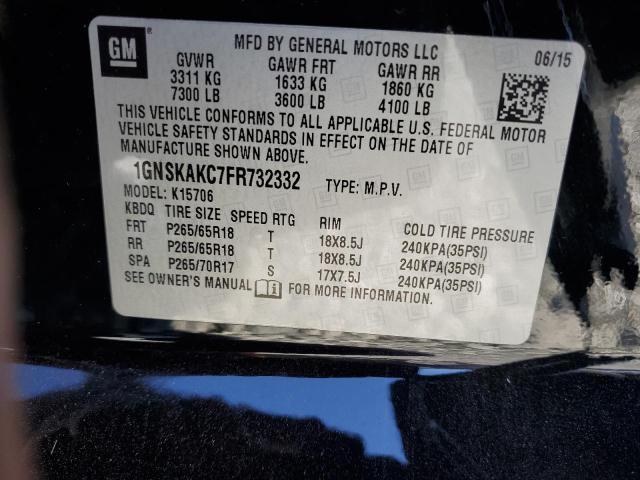 GM
MFD BY GENERAL MOTORS LLC
06/15
GVWR GAWR FRT GAWR RR
3311 KG 1633 KG 1860 KG
7300 LB 3600 LB 4100 LB
THIS VEHICLE CONFORMS TO ALL APPLICABLE U.S. FEDERAL MOTOR
VEHICLE SAFETY STANDARDS IN EFFECT ON THE DATE OF
MANUFACTURE SHOWN ABOVE.
1GNSKAKC7FR732332 TYPE: M.P.V.
MODEL: K15706
KBDQ TIRE SIZE SPEED RTG RIM COLD TIRE PRESSURE
FRT P265/65R18 T 18X8.5J 240KPA(35PSI)
RR P265/65R18 T 18X8.5J 240KPA(35PSI)
SPA P265/70R17 S 17X7.5J 240KPA(35PSI)
SEE OWNER'S MANUAL FOR MORE INFORMATION.